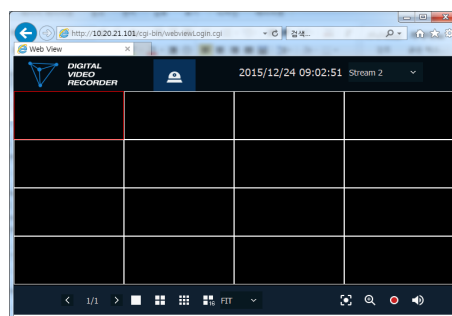 http://10.20.21.101/cgi-bin/webviewLogin.cgi
검색...
Web View
DIGITAL
VIDEO
RECORDER
2015/12/24 09:02:51
Stream 2
1/1
16
FIT